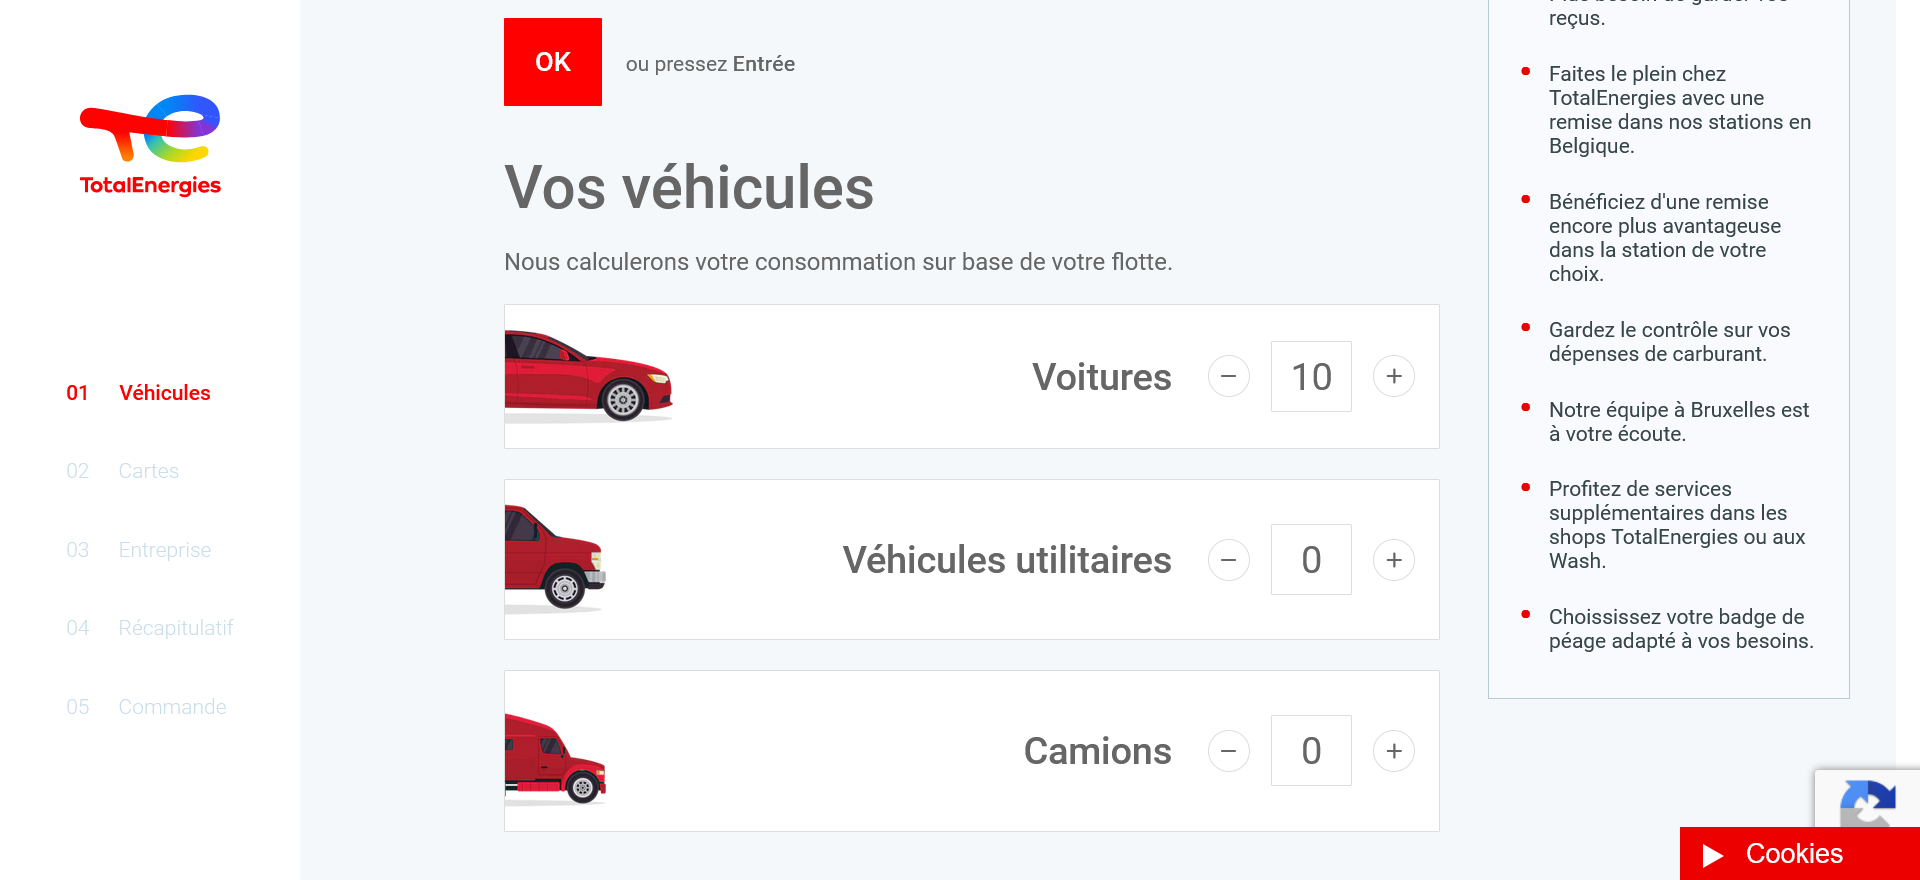 TotalEnergies
01 Véhicules
02 Cartes
03 Entreprise
04 Récapitulatif
05 Commande
OK
ou pressez Entrée
Vos véhicules
Nous calculerons votre consommation sur base de votre flotte.
Voitures − 10 +
Véhicules utilitaires − 0 +
Camions − 0 +
reçus.
Faites le plein chez
TotalEnergies avec une
remise dans nos stations en
Belgique.
Bénéficiez d'une remise
encore plus avantageuse
dans la station de votre
choix.
Gardez le contrôle sur vos
dépenses de carburant.
Notre équipe à Bruxelles est
à votre écoute.
Profitez de services
supplémentaires dans les
shops TotalEnergies ou aux
Wash.
Choississez votre badge de
péage adapté à vos besoins.
Cookies